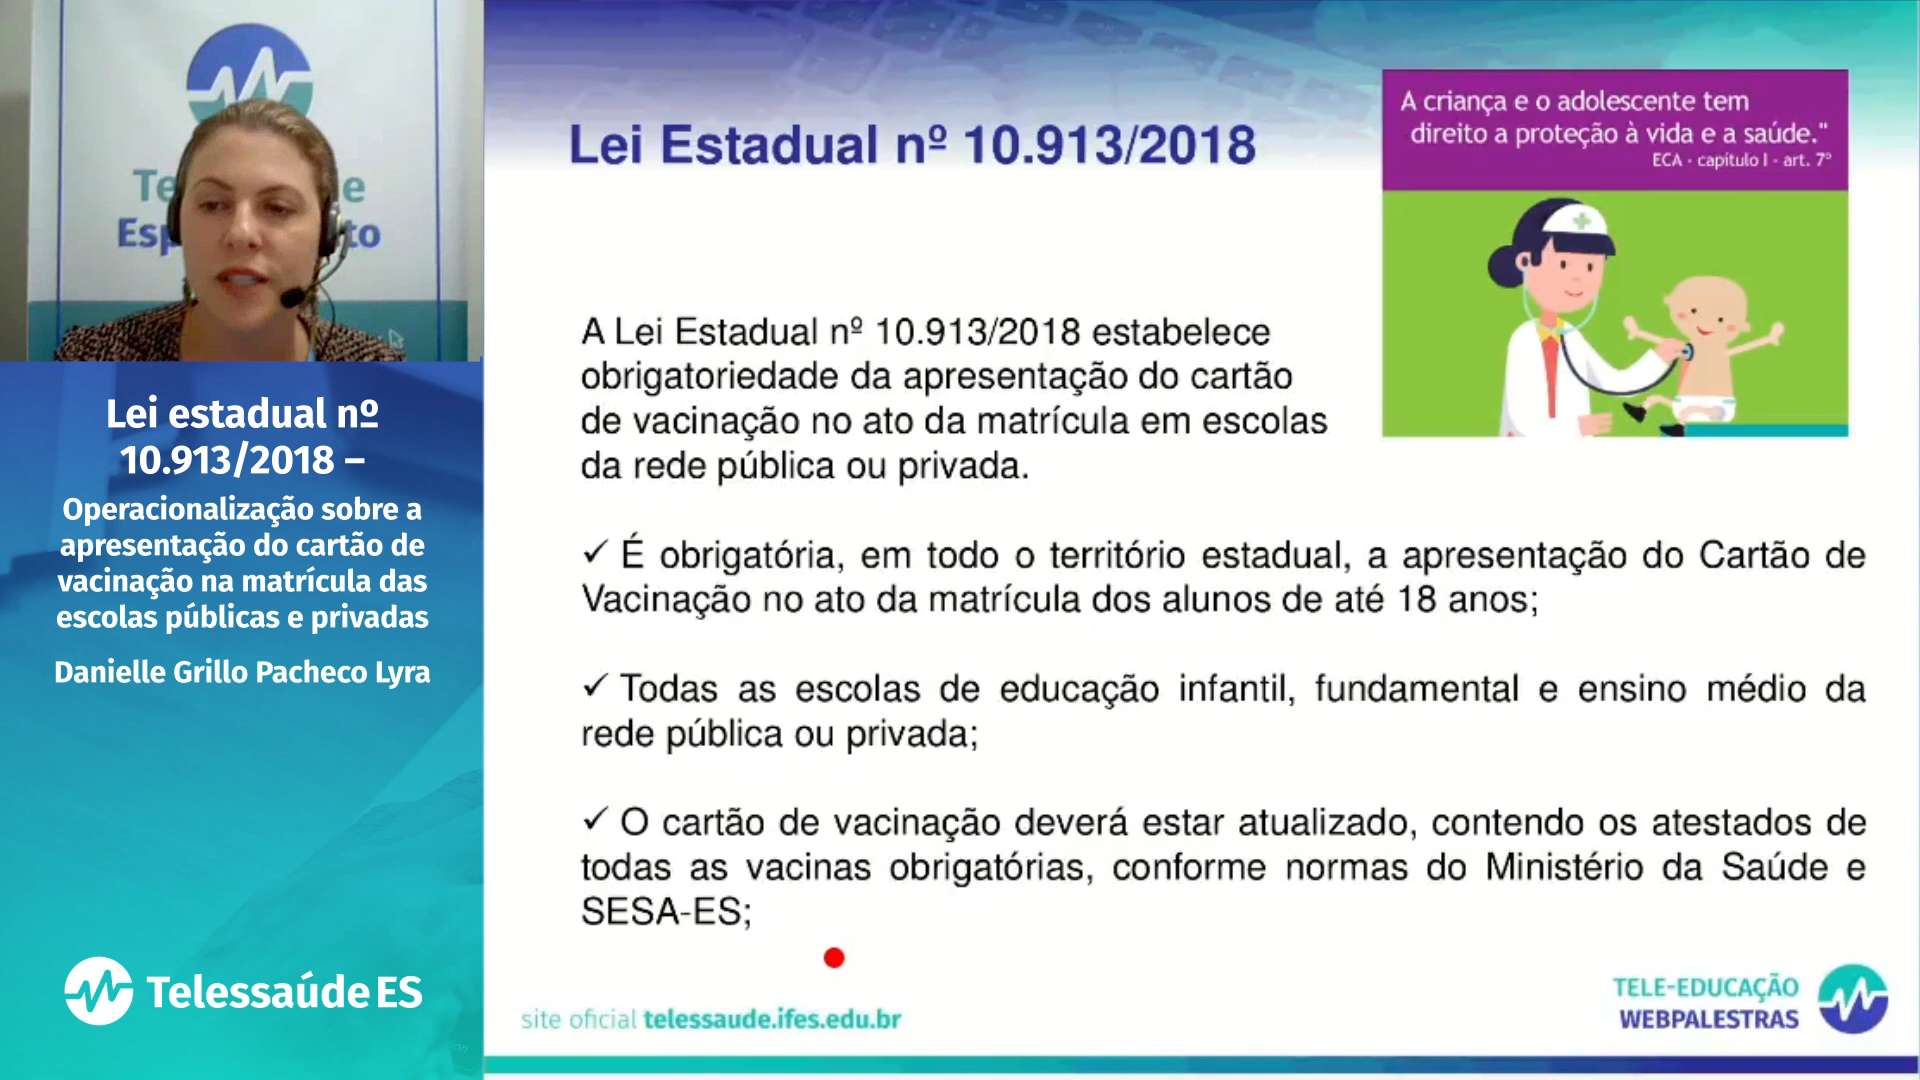 Lei estadual nº
10.913/2018 –
Operacionalização sobre a
apresentação do cartão de
vacinação na matrícula das
escolas públicas e privadas
Danielle Grillo Pacheco Lyra
TelessaúdeES
Lei Estadual nº 10.913/2018
A criança e o adolescente tem
direito a proteção à vida e a saúde."
ECA - capítulo I - art. 7º
A Lei Estadual nº 10.913/2018 estabelece
obrigatoriedade da apresentação do cartão
de vacinação no ato da matrícula em escolas
da rede pública ou privada.
✓ É obrigatória, em todo o território estadual, a apresentação do Cartão de
Vacinação no ato da matrícula dos alunos de até 18 anos;
✓ Todas as escolas de educação infantil, fundamental e ensino médio da
rede pública ou privada;
✓ O cartão de vacinação deverá estar atualizado, contendo os atestados de
todas as vacinas obrigatórias, conforme normas do Ministério da Saúde e
SESA-ES;
site oficial telessaude.ifes.edu.br
TELE-EDUCAÇÃO
WEBPALESTRAS